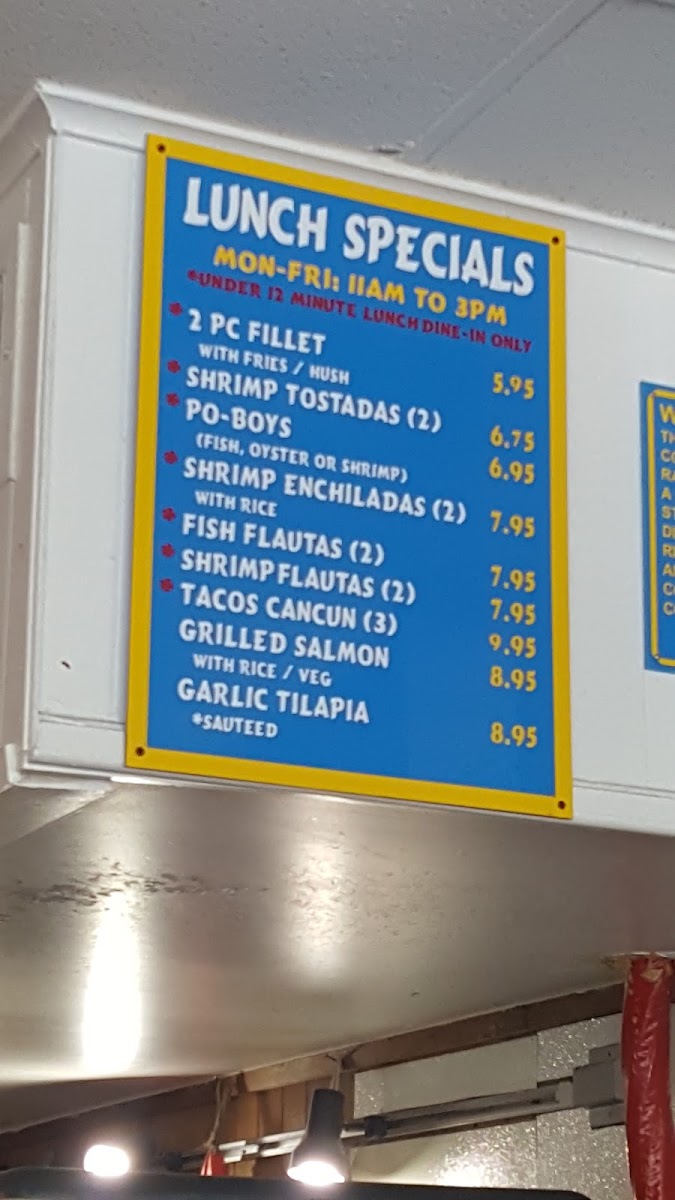 LUNCH SPECIALS
MON-FRI: 11AM TO 3PM
*UNDER 12 MINUTE LUNCH DINE-IN ONLY
* 2 PC FILLET 5.95
WITH FRIES / HUSH
* SHRIMP TOSTADAS (2) 6.75
* PO-BOYS 6.95
(FISH, OYSTER OR SHRIMP)
* SHRIMP ENCHILADAS (2) 7.95
WITH RICE
* FISH FLAUTAS (2) 7.95
* SHRIMP FLAUTAS (2) 7.95
* TACOS CANCUN (3) 9.95
GRILLED SALMON 8.95
WITH RICE / VEG
GARLIC TILAPIA 8.95
*SAUTEED